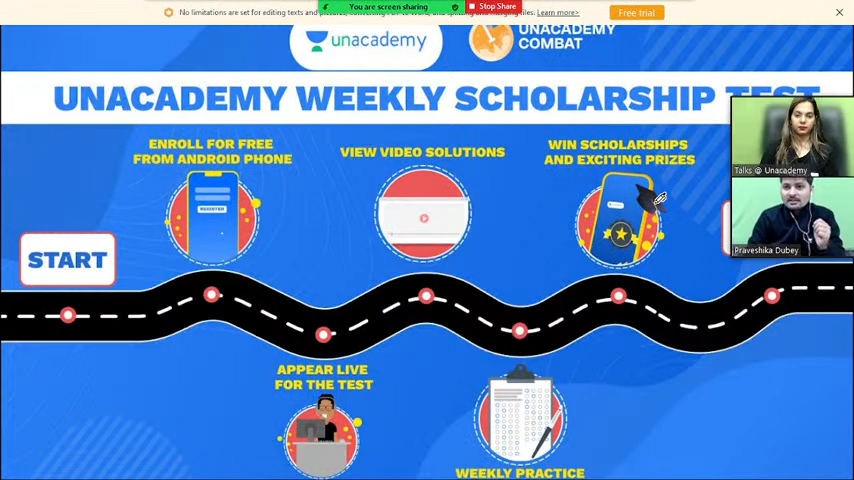 You are screen sharing
Stop Share
No limitations are set for editing texts and
Learn more>
Free trial
unacademy
UNACADEMY
COMBAT
UNACADEMY WEEKLY SCHOLARSHIP TEST
ENROLL FOR FREE
FROM ANDROID PHONE
VIEW VIDEO SOLUTIONS
WIN SCHOLARSHIPS
AND EXCITING PRIZES
REGISTER
Talks @ Unacademy
Praveshika Dubey
START
APPEAR LIVE
FOR THE TEST
WEEKLY PRACTICE